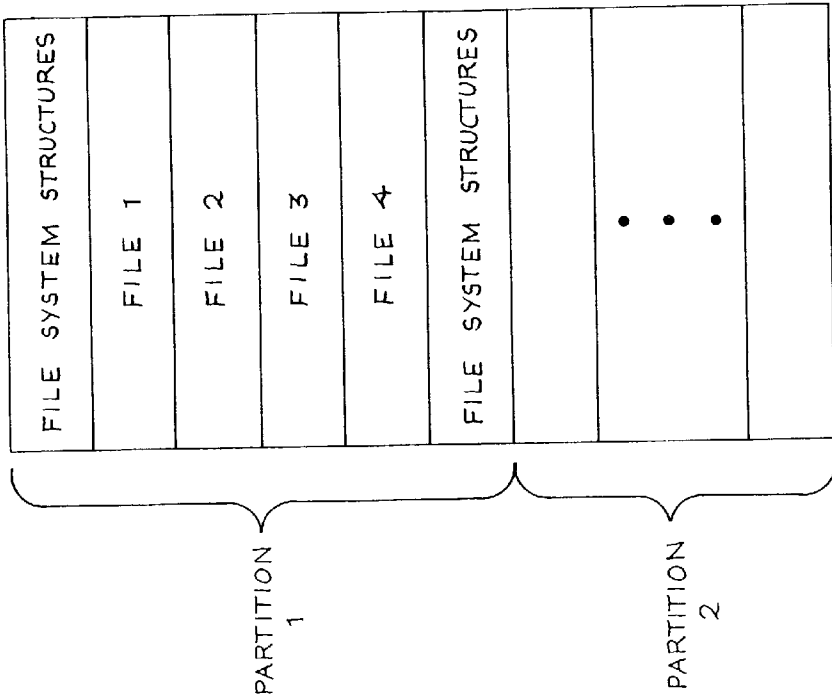 FILE SYSTEM STRUCTURES
FILE 1
FILE 2
FILE 3
FILE 4
FILE SYSTEM STRUCTURES
PARTITION
1
PARTITION
2